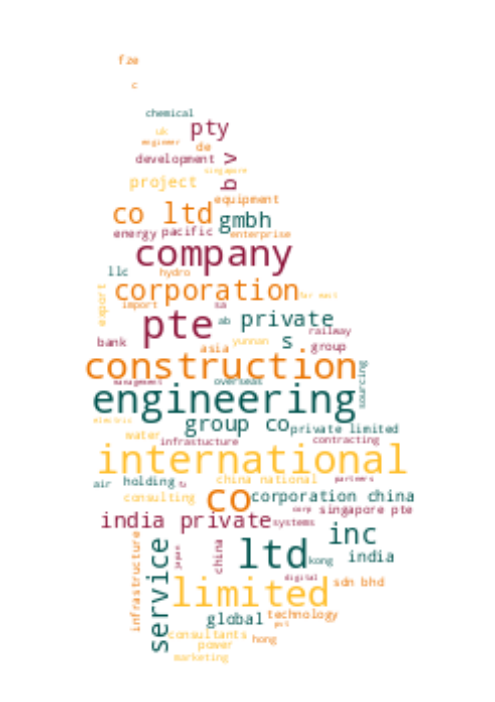 fze
c
chemical
uk
pty
engineer
de
development
b v
singapore
project
equipment
co ltd
gmbh
energy pacific
enterprise
company
llc
hydro
corporation
far east
export
import
sa
pte
ab
private
railway
bank
s
yunnan
asia
group
construction
sourcing
management
overseas
engineering
electric
group co
private limited
water
infrastucture
contracting
international
air
holding
china national
partners
consulting
co
corporation china
corp
singapore pte
india private
systems
infrastructure
service
japan
china
ltd
inc
kong
india
digital
sdn bhd
limited
global
technology
consultants
hong
power
marketing